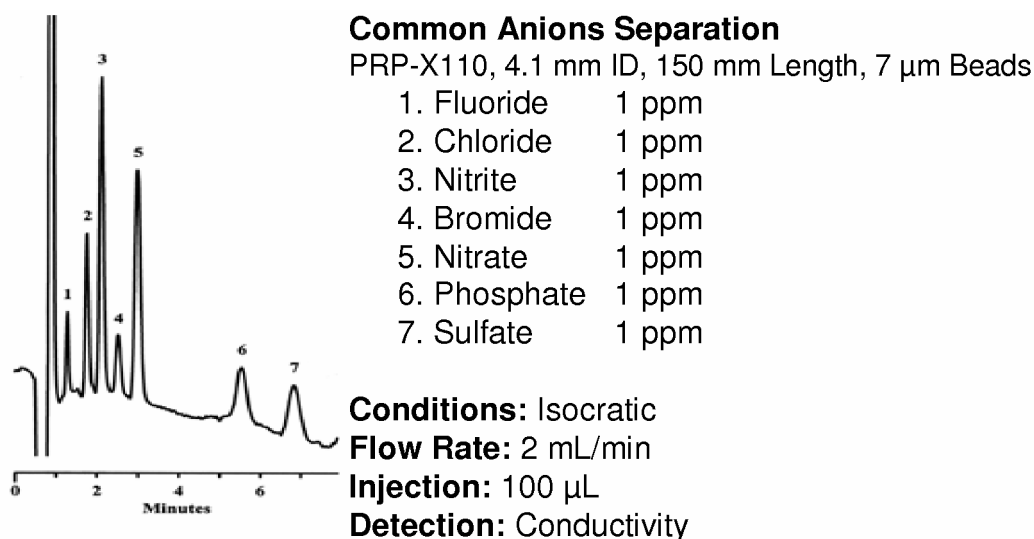 Common Anions Separation
PRP-X110, 4.1 mm ID, 150 mm Length, 7 µm Beads
1. Fluoride 1 ppm
2. Chloride 1 ppm
3. Nitrite 1 ppm
4. Bromide 1 ppm
5. Nitrate 1 ppm
6. Phosphate 1 ppm
7. Sulfate 1 ppm
Conditions: Isocratic
Flow Rate: 2 mL/min
Injection: 100 µL
Detection: Conductivity
3
5
2
1
4
6
7
0 2 4 6
Minutes